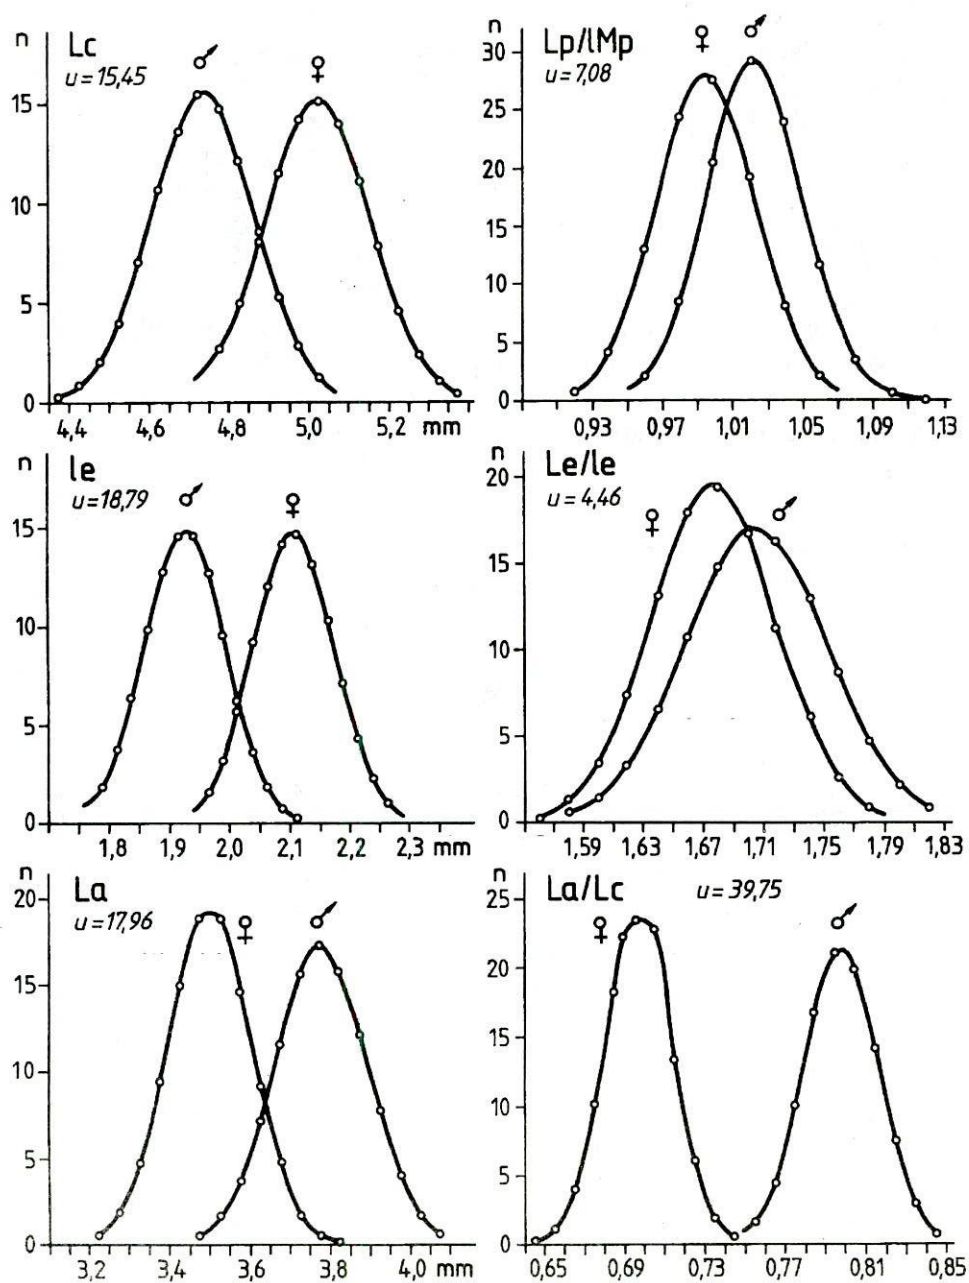 n
Lc
♂
♀
u=15,45
15
10
5
0
4,4 4,6 4,8 5,0 5,2 mm
Lp/lMp
♀
♂
30
u=7,08
25
20
15
10
5
0
0,93 0,97 1,01 1,05 1,09 1,13
n
le
♂
♀
u=18,79
15
10
5
0
1,8 1,9 2,0 2,1 2,2 2,3 mm
n
Le/le
20
u=4,46
♀
♂
15
10
5
0
1,59 1,63 1,67 1,71 1,75 1,79 1,83
n
La
20
u=17,96
♀
♂
15
10
5
0
3,2 3,4 3,6 3,8 4,0 mm
n
La/Lc
u=39,75
25
♀
♂
20
15
10
5
0
0,65 0,69 0,73 0,77 0,81 0,85